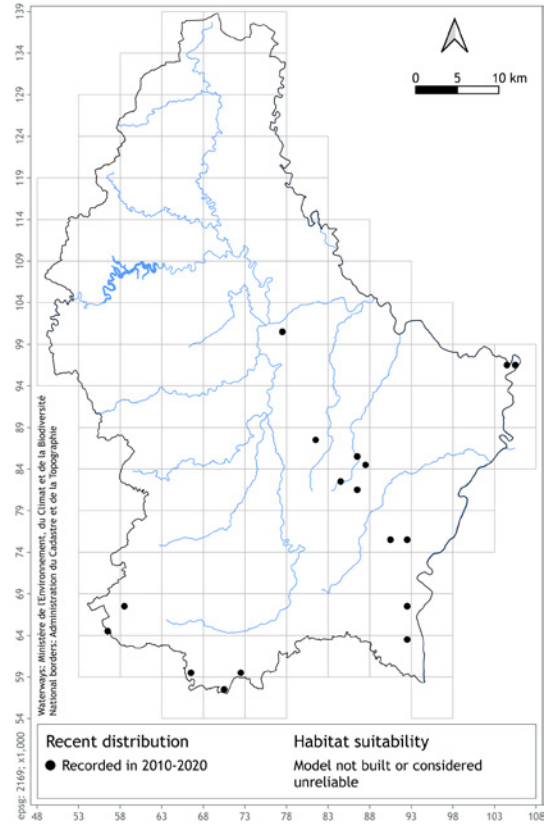 139
134
129
124
119
114
109
104
99
94
89
84
79
74
69
64
59
54
0 5 10 km
Waterways: Ministère de l'Environnement, du Climat et de la Biodiversité
National borders: Administration du Cadastre et de la Topographie
epsg: 2169; x1,000
Recent distribution
Recorded in 2010-2020
Habitat suitability
Model not built or considered
unreliable
48 53 58 63 68 73 78 83 88 93 98 103 108